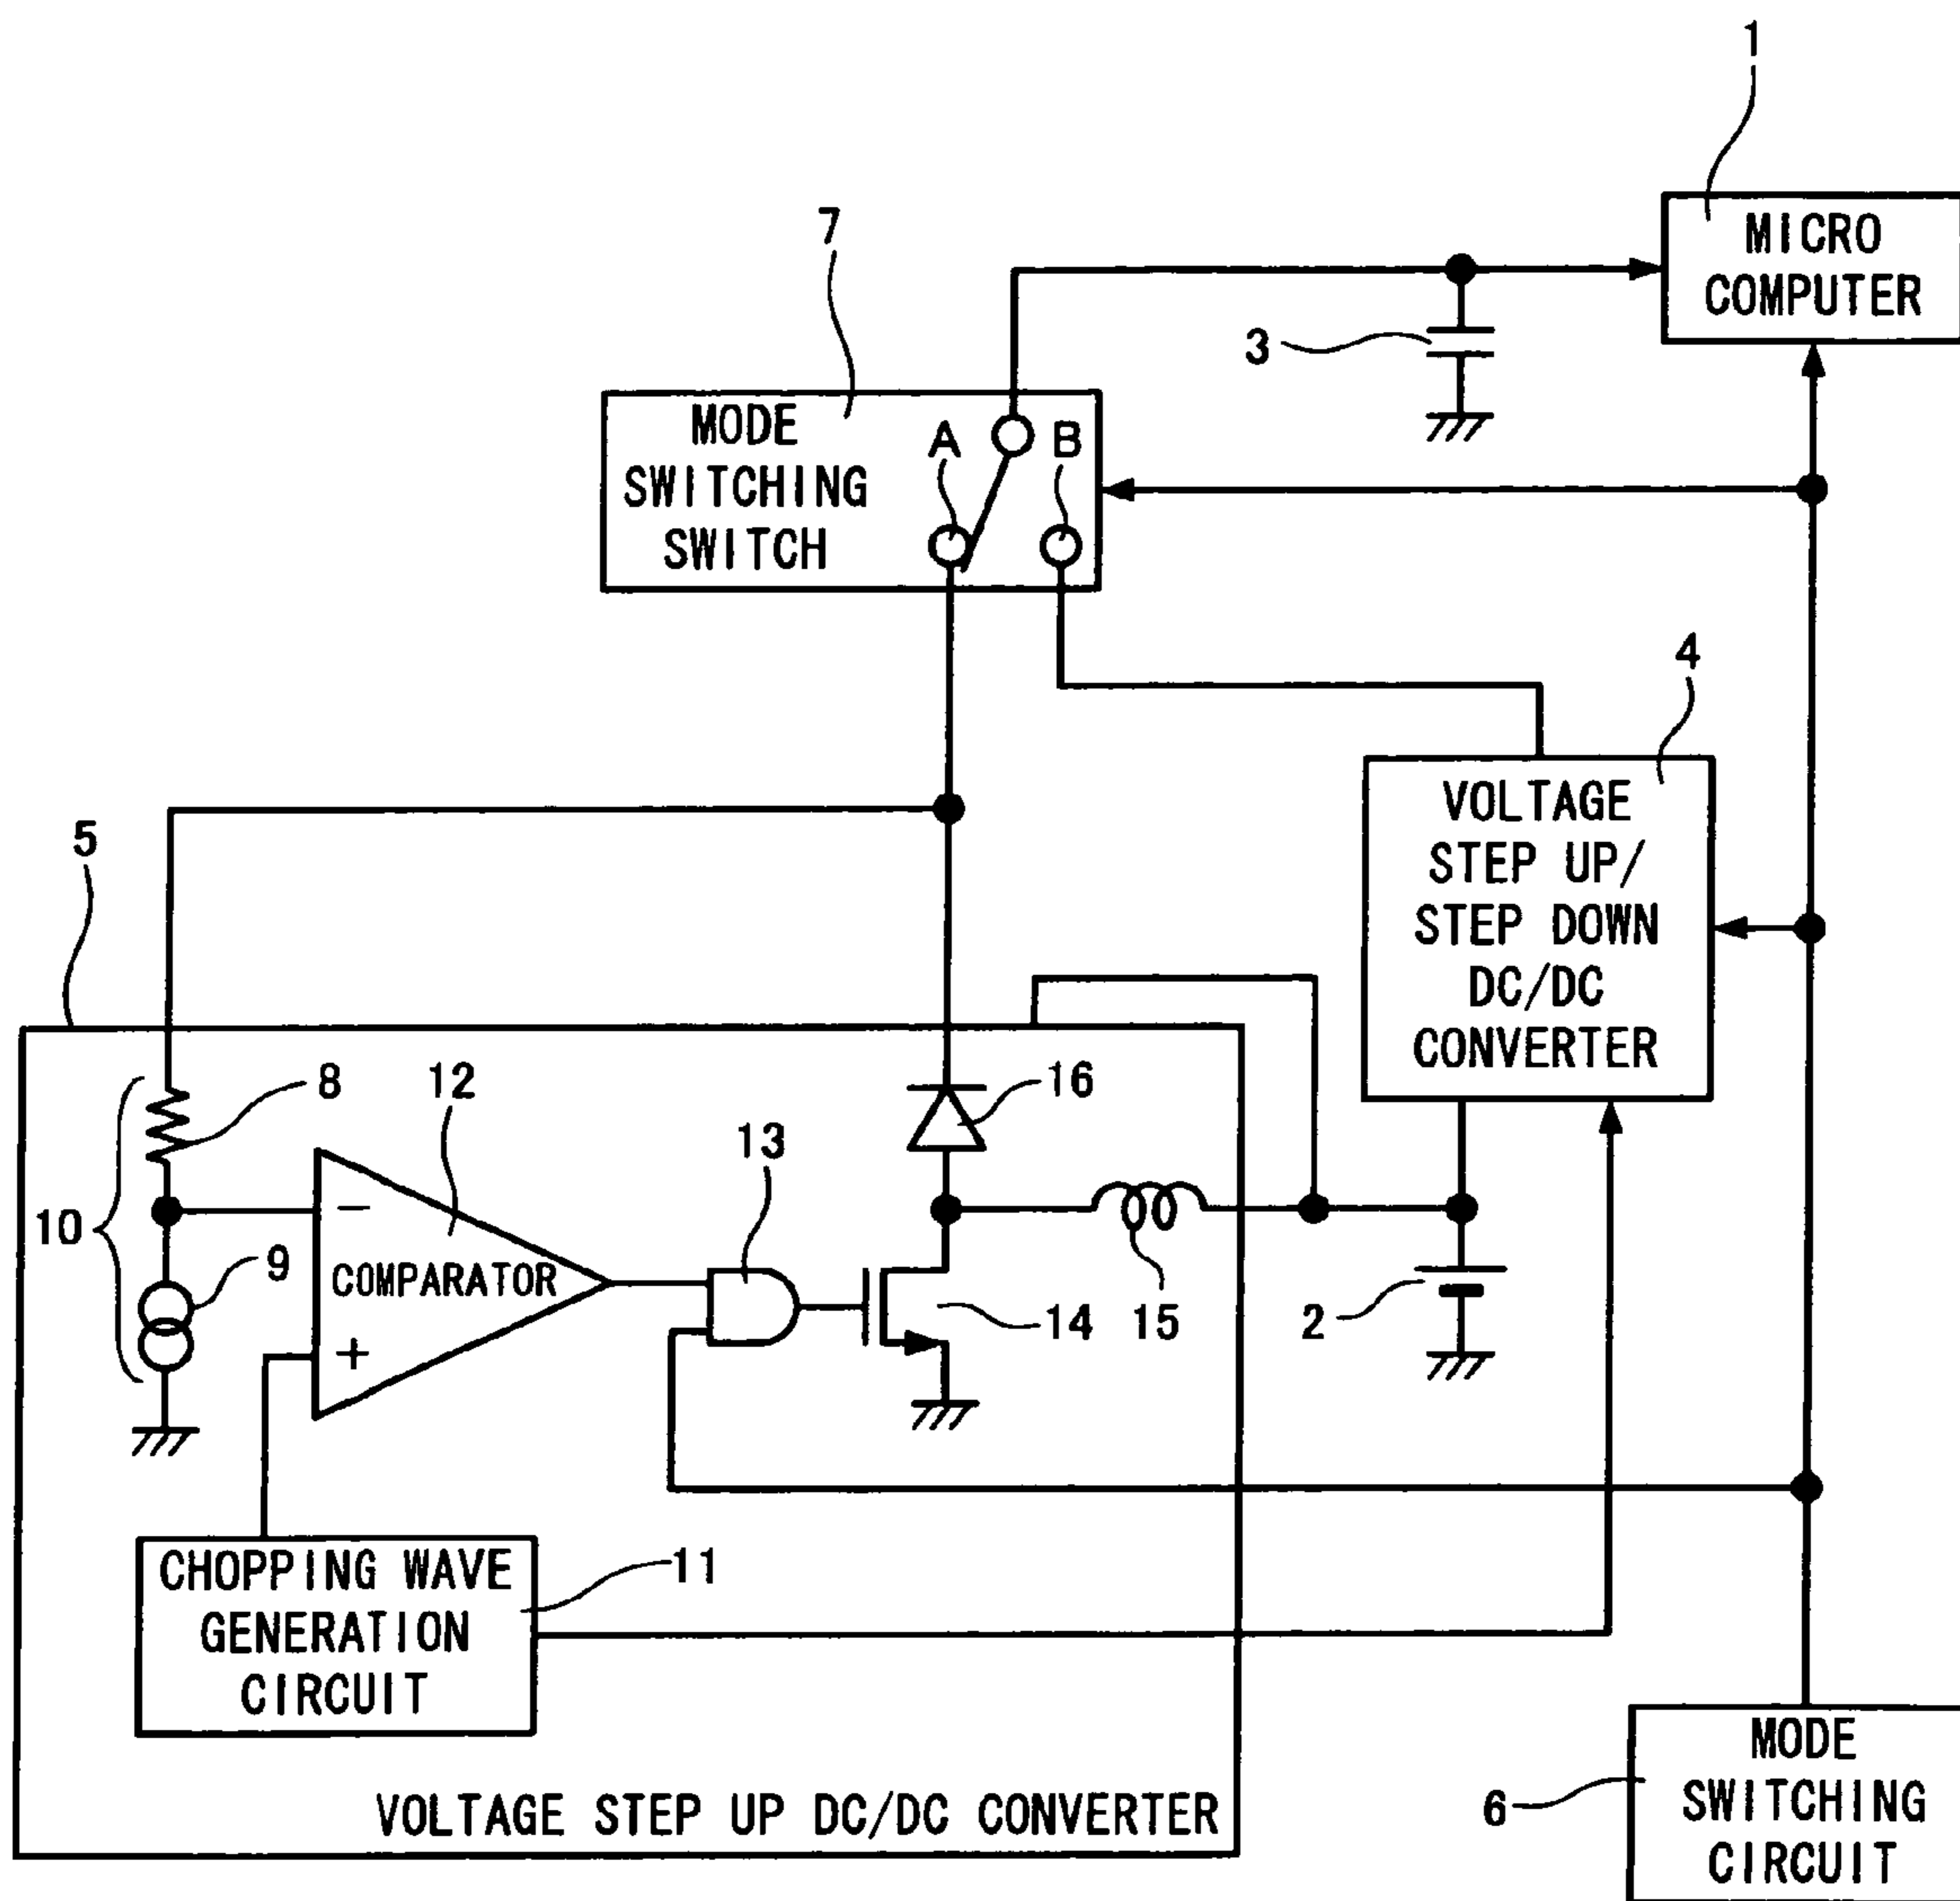 1
MICRO
COMPUTER
7
3
MODE
SWITCHING
SWITCH
A
B
4
VOLTAGE
STEP UP/
STEP DOWN
DC/DC
CONVERTER
5
8
12
16
13
10
−
9
COMPARATOR
+
14
15
2
CHOPPING WAVE
GENERATION
CIRCUIT
11
VOLTAGE STEP UP DC/DC CONVERTER
6
MODE
SWITCHING
CIRCUIT